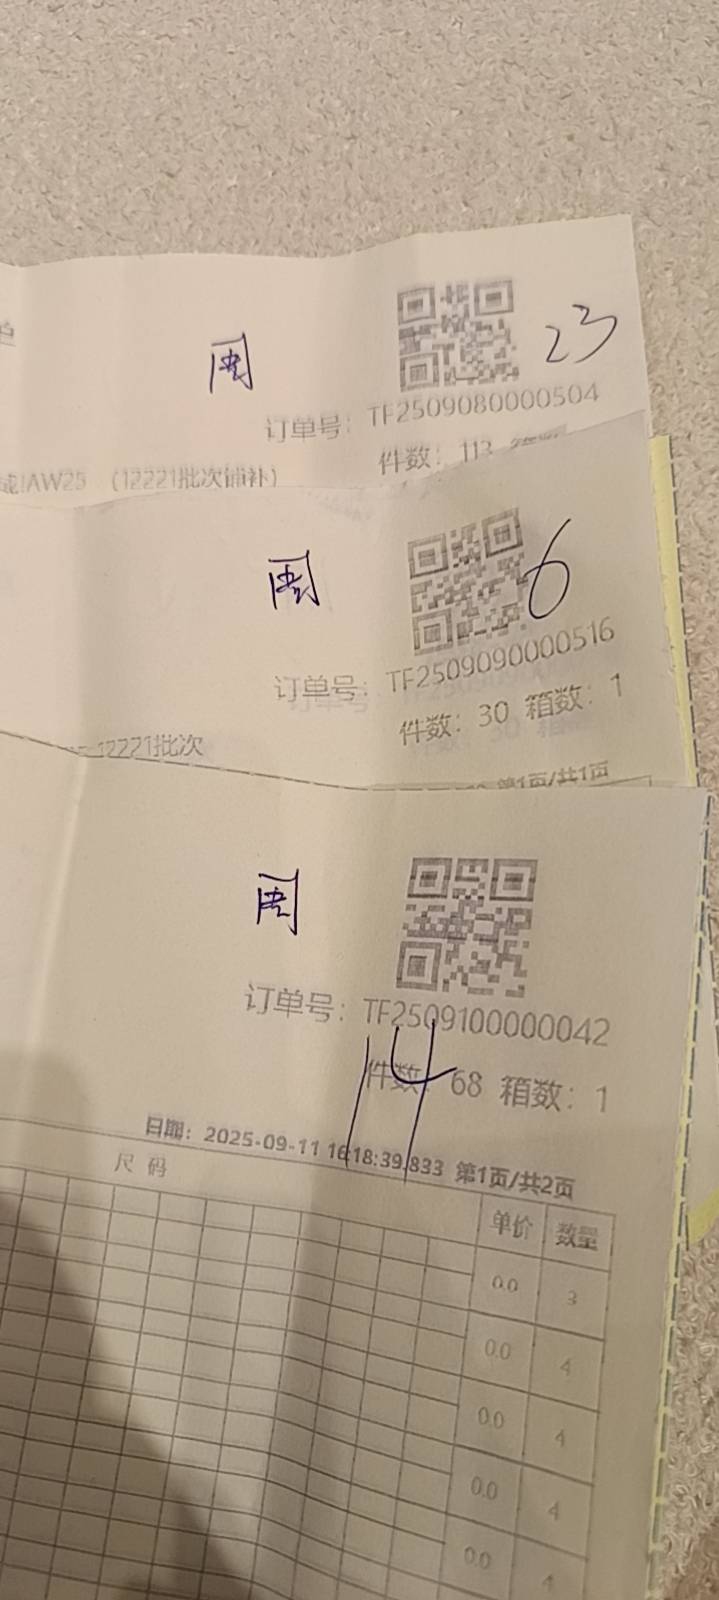 周
23
订单号：TF2509080000504
件数：113
AW25 (12221批次铺补)
周
6
订单号：TF2509090000516
件数：30 箱数：1
12221批次
第1页/共1页
周
订单号：TF2509100000042
14
件数：68 箱数：1
日期：2025-09-11 16:18:39.833 第1页/共2页
尺码 单价 数量
0.0 3
0.0 4
0.0 4
0.0 4
0.0 4